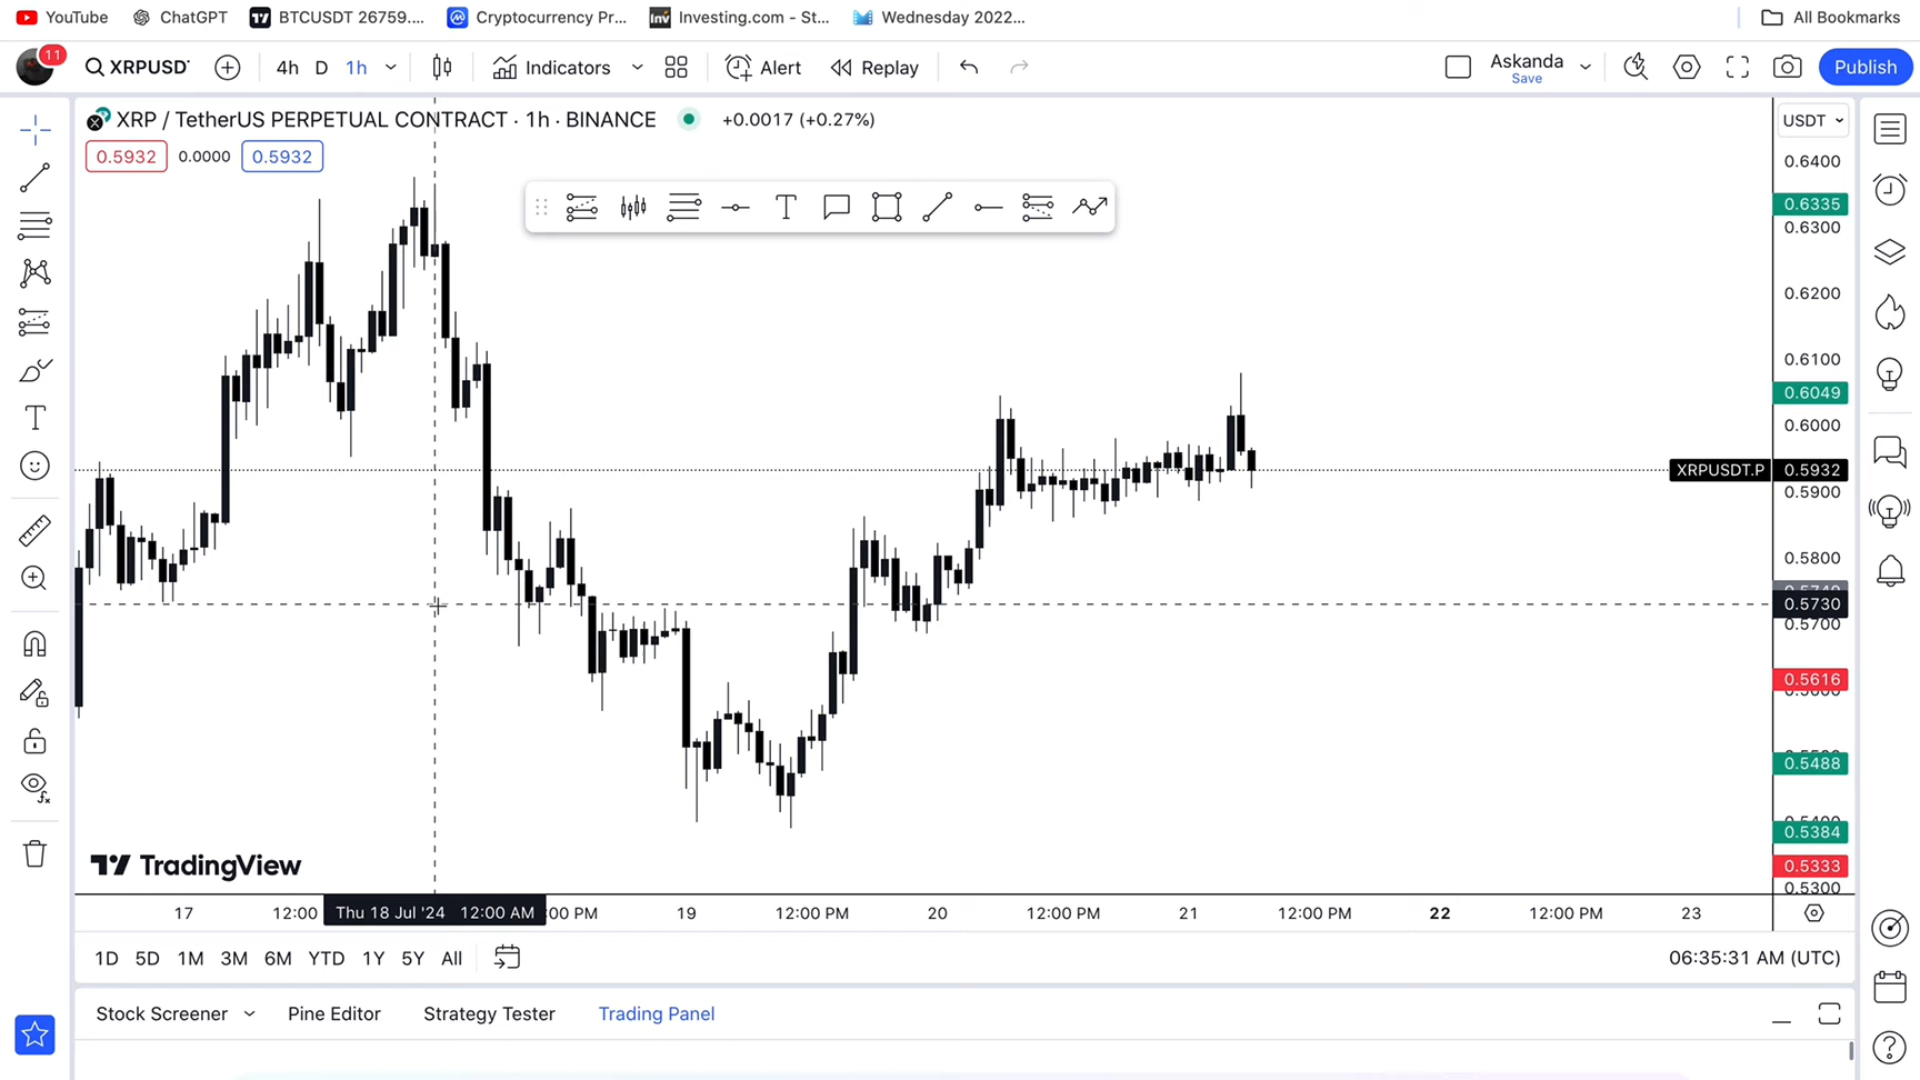 YouTube ChatGPT BTCUSDT 26759.... Cryptocurrency Pr... Investing.com - St... Wednesday 2022... All Bookmarks
11 XRPUSDT 4h D 1h Indicators Alert Replay Askanda Save Publish
XRP / TetherUS PERPETUAL CONTRACT · 1h · BINANCE +0.0017 (+0.27%) USDT
0.5932 0.0000 0.5932
0.6400
0.6335
0.6300
0.6200
0.6100
0.6049
0.6000
XRPUSDT.P 0.5932
0.5900
0.5800
0.5730
0.5700
0.5616
0.5488
0.5384
0.5333
0.5300
TradingView
17 12:00 Thu 18 Jul '24 12:00 AM :00 PM 19 12:00 PM 20 12:00 PM 21 12:00 PM 22 12:00 PM 23
1D 5D 1M 3M 6M YTD 1Y 5Y All 06:35:31 AM (UTC)
Stock Screener Pine Editor Strategy Tester Trading Panel